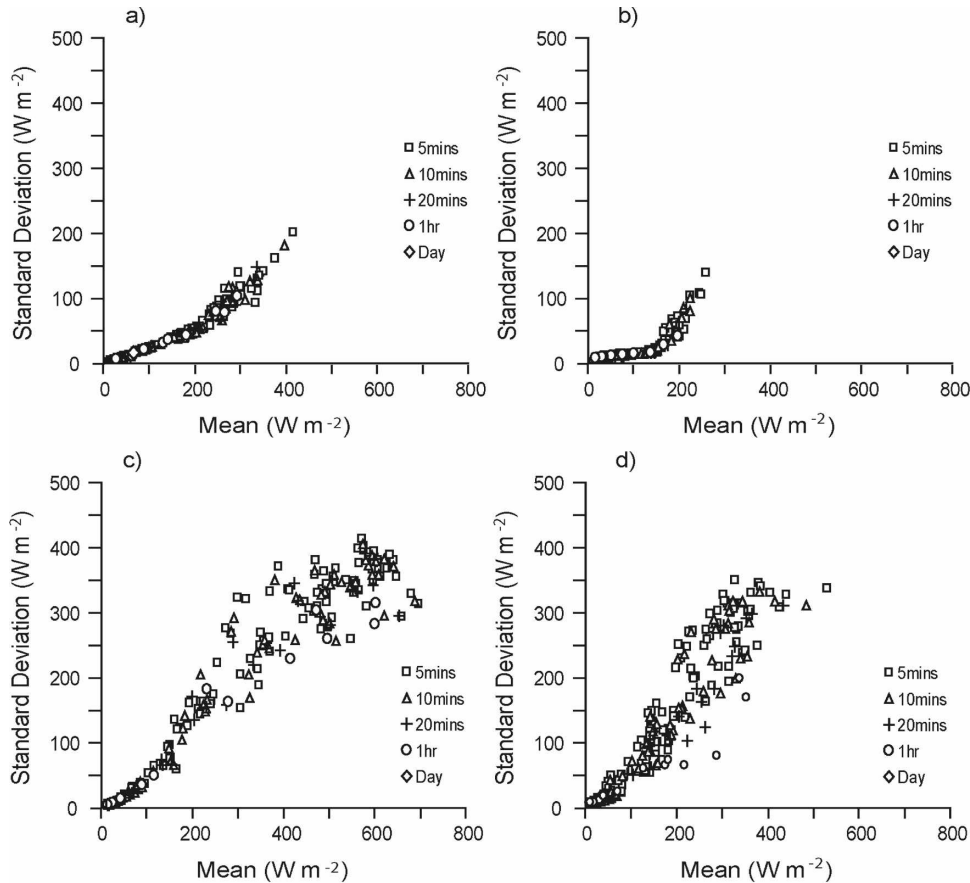 a)
500
400
300
200
100
0
Standard Deviation (W m-2)
0 200 400 600 800
Mean (W m-2)
5mins
10mins
20mins
1hr
Day
b)
500
400
300
200
100
0
Standard Deviation (W m-2)
0 200 400 600 800
Mean (W m-2)
5mins
10mins
20mins
1hr
Day
c)
500
400
300
200
100
0
Standard Deviation (W m-2)
0 200 400 600 800
Mean (W m-2)
5mins
10mins
20mins
1hr
Day
d)
500
400
300
200
100
0
Standard Deviation (W m-2)
0 200 400 600 800
Mean (W m-2)
5mins
10mins
20mins
1hr
Day